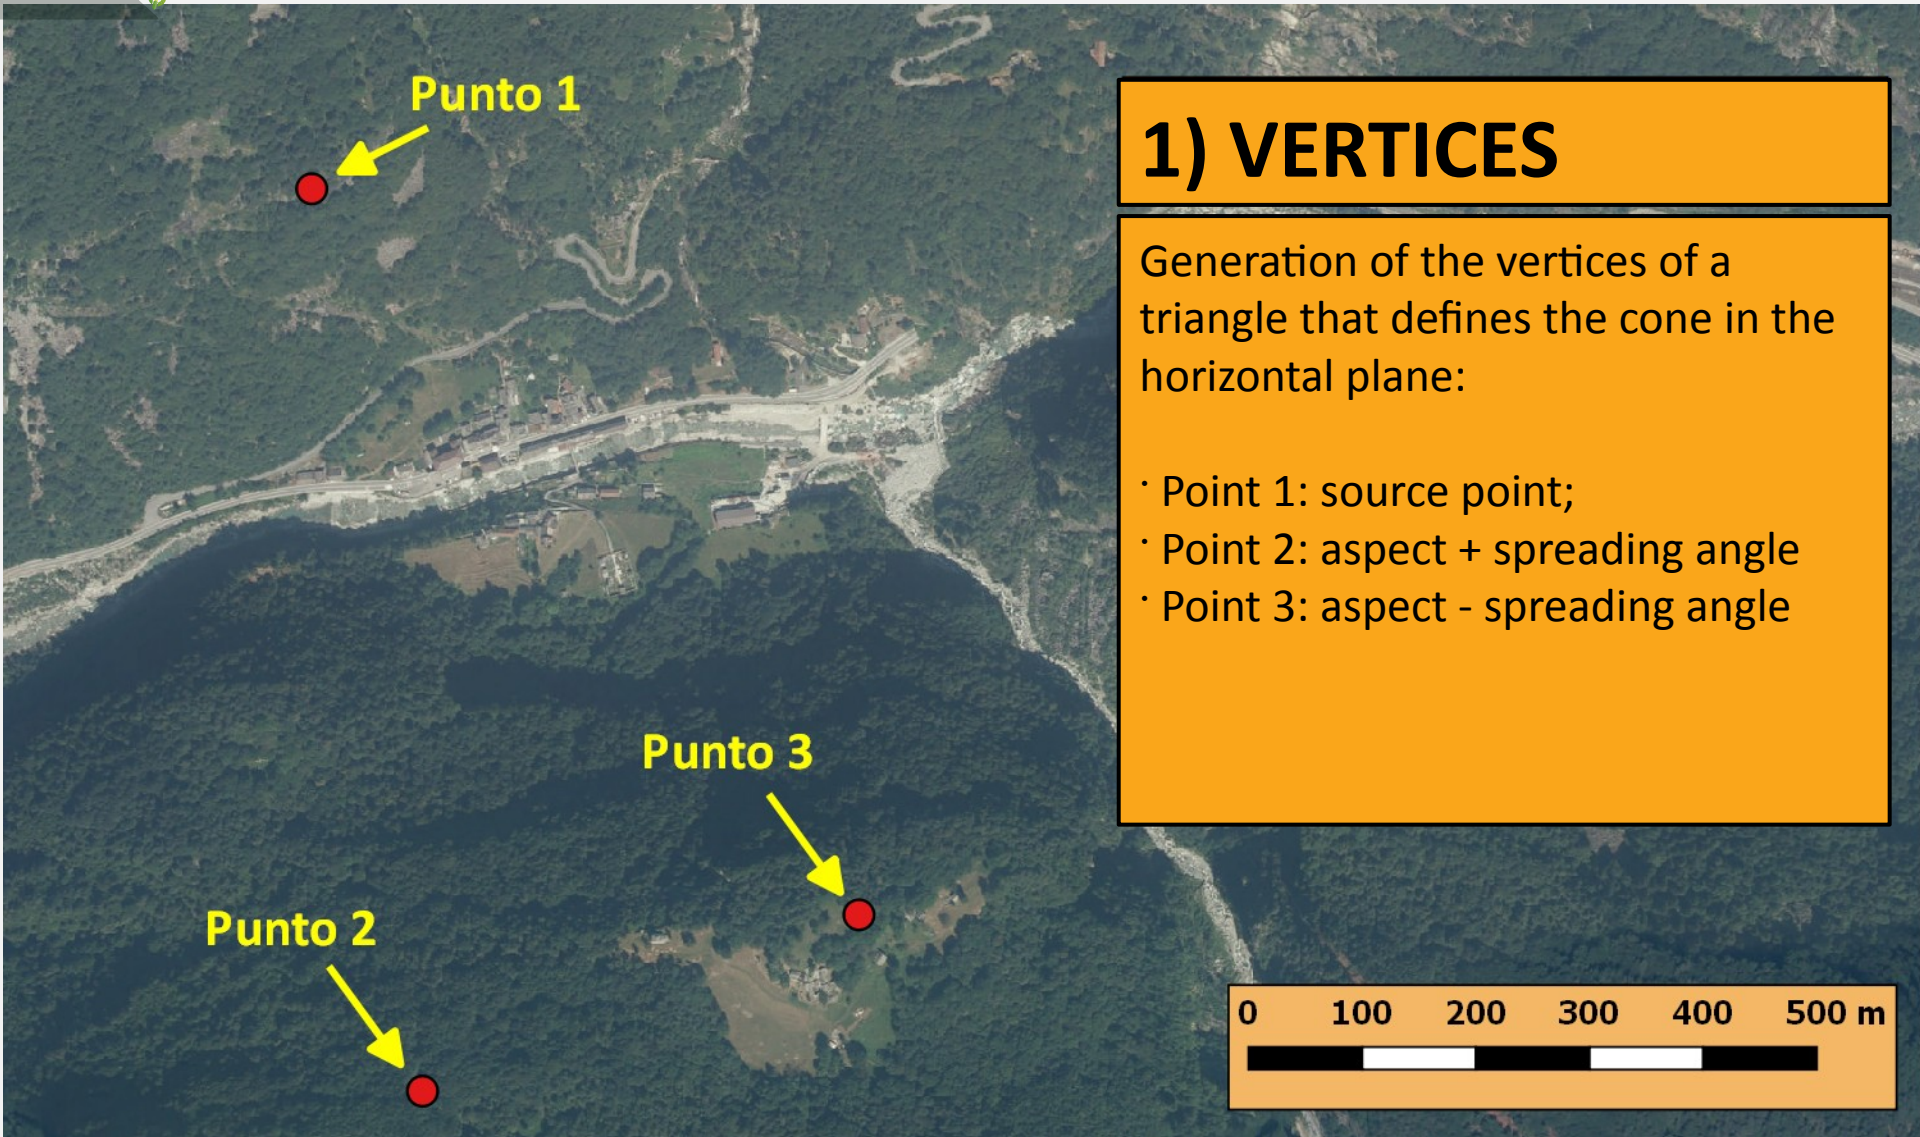 Punto 1
1) VERTICES
Generation of the vertices of a
triangle that defines the cone in the
horizontal plane:
· Point 1: source point;
· Point 2: aspect + spreading angle
· Point 3: aspect - spreading angle
Punto 3
Punto 2
0 100 200 300 400 500 m